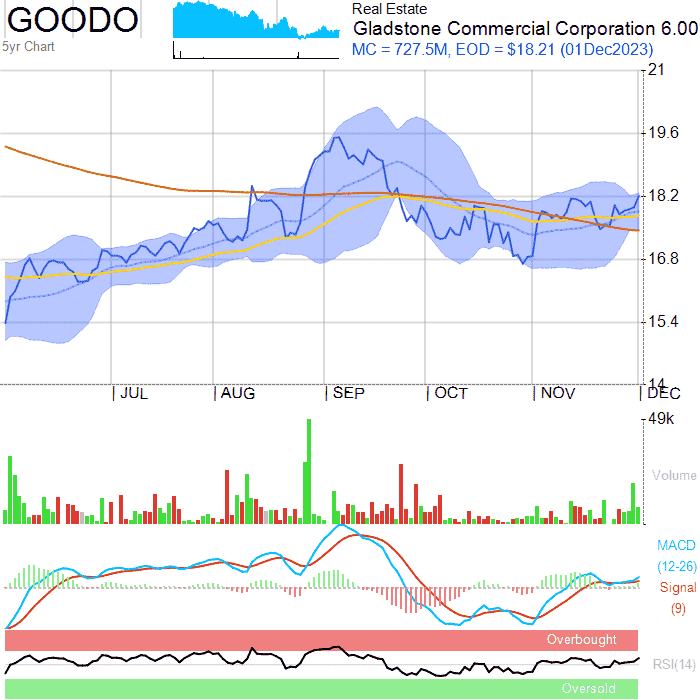 GOODO
5yr Chart
Real Estate
Gladstone Commercial Corporation 6.00
MC = 727.5M, EOD = $18.21 (01Dec2023)
21
19.6
18.2
16.8
15.4
14
JUL
AUG
SEP
OCT
NOV
DEC
49k
Volume
MACD
(12-26)
Signal
(9)
Overbought
RSI(14)
Oversold